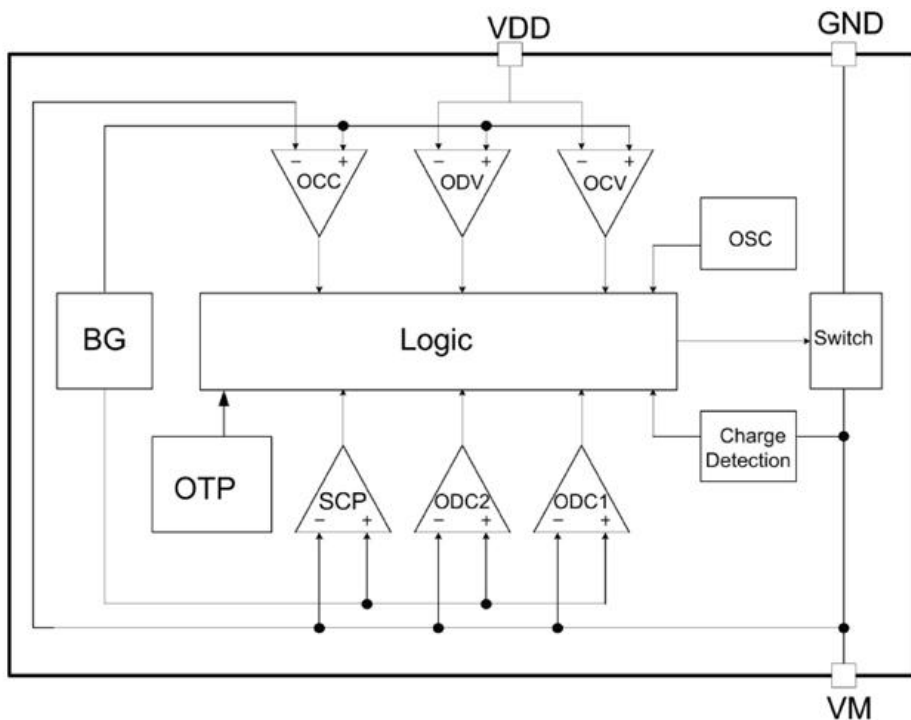 VDD
GND
− +
− +
− +
OCC
ODV
OCV
OSC
BG
Logic
Switch
OTP
SCP
ODC2
ODC1
− +
− +
− +
Charge
Detection
VM